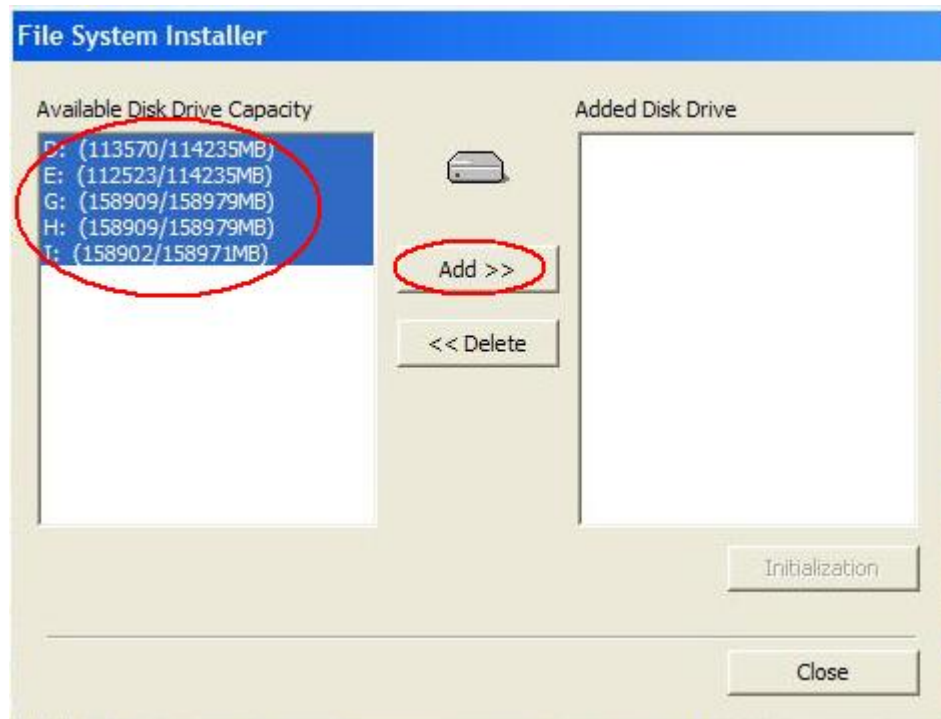 File System Installer
Available Disk Drive Capacity
D: (113570/114235MB)
E: (112523/114235MB)
G: (158909/158979MB)
H: (158909/158979MB)
I: (158902/158971MB)
Add >>
<< Delete
Added Disk Drive
Initialization
Close